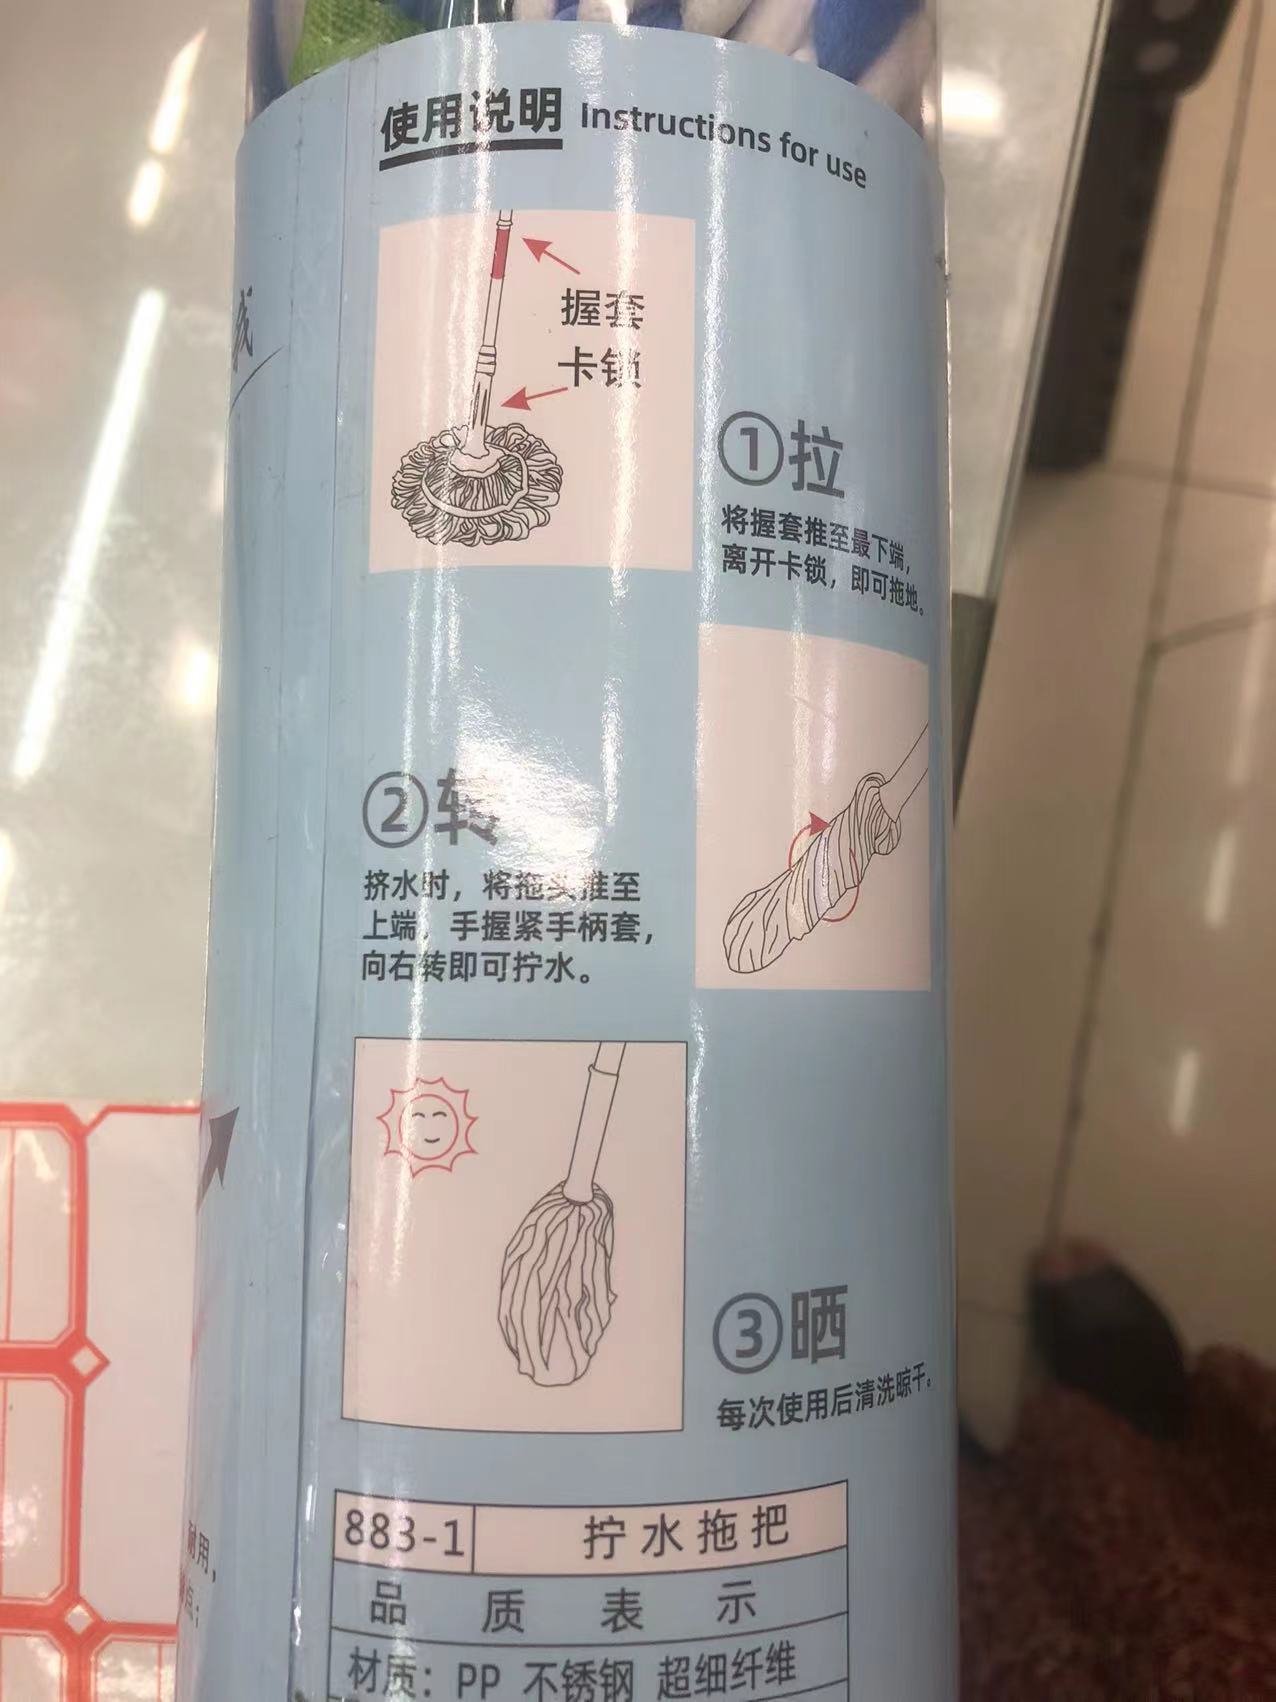 使用说明 Instructions for use
握套
卡锁
①拉
将握套推至最下端，
离开卡锁，即可拖地。
②转
挤水时，将拖头推至
上端，手握紧手柄套，
向右转即可拧水。
③晒
每次使用后清洗晾干。
883-1 拧水拖把
品质表示
材质：PP 不锈钢 超细纤维
耐用，